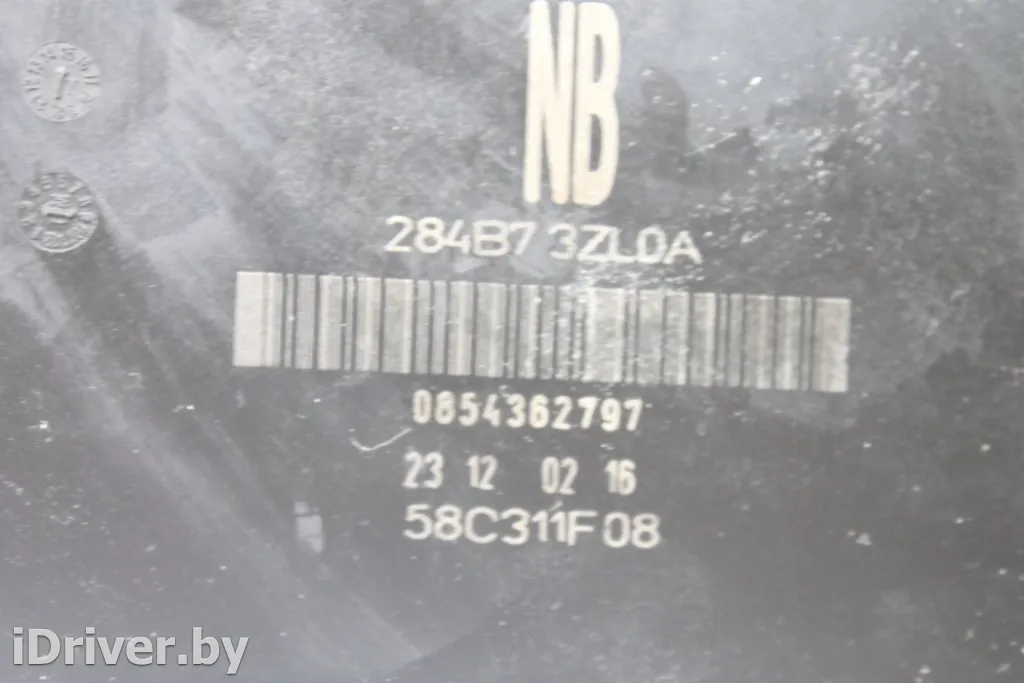 NB
284B7 3ZL0A
0854362797
23 12 02 16
58C311F08
iDriver.by